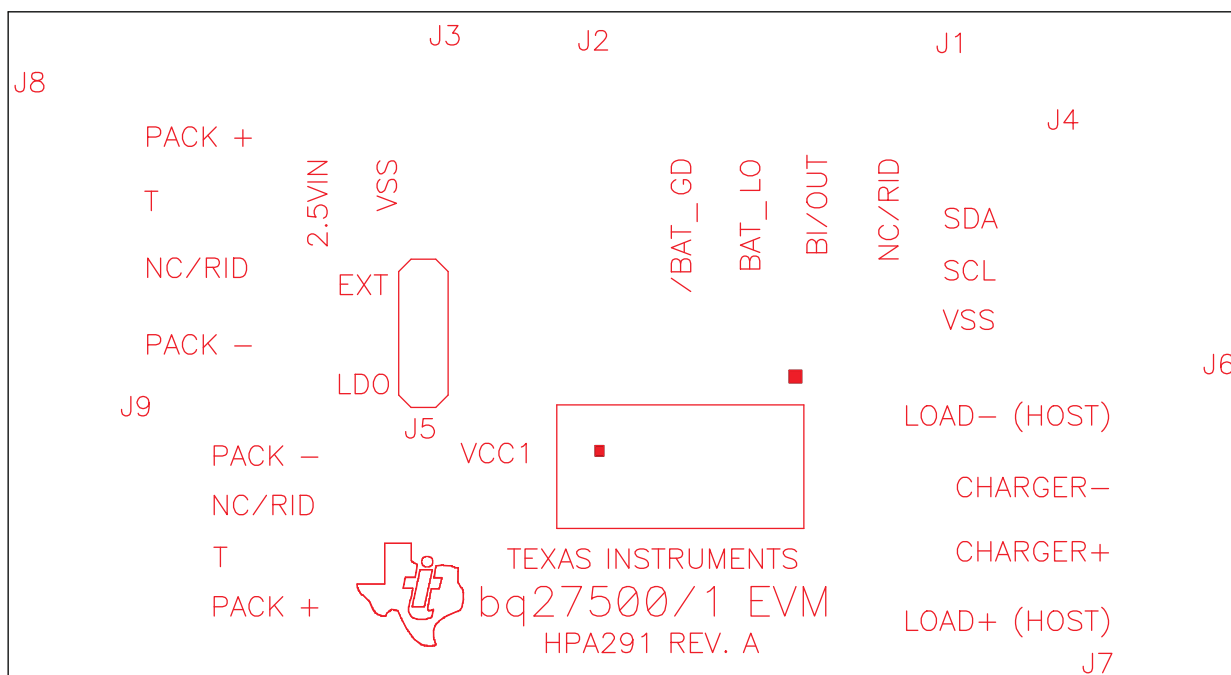 J3
J2
J1
J8
J4
PACK +
T
NC/RID
PACK -
2.5VIN
VSS
/BAT_GD
BAT_LO
BI/OUT
NC/RID
SDA
SCL
VSS
EXT
LDO
J5
J6
J9
PACK -
NC/RID
T
PACK +
VCC1
LOAD- (HOST)
CHARGER-
CHARGER+
LOAD+ (HOST)
J7
TEXAS INSTRUMENTS
bq27500/1 EVM
HPA291 REV. A